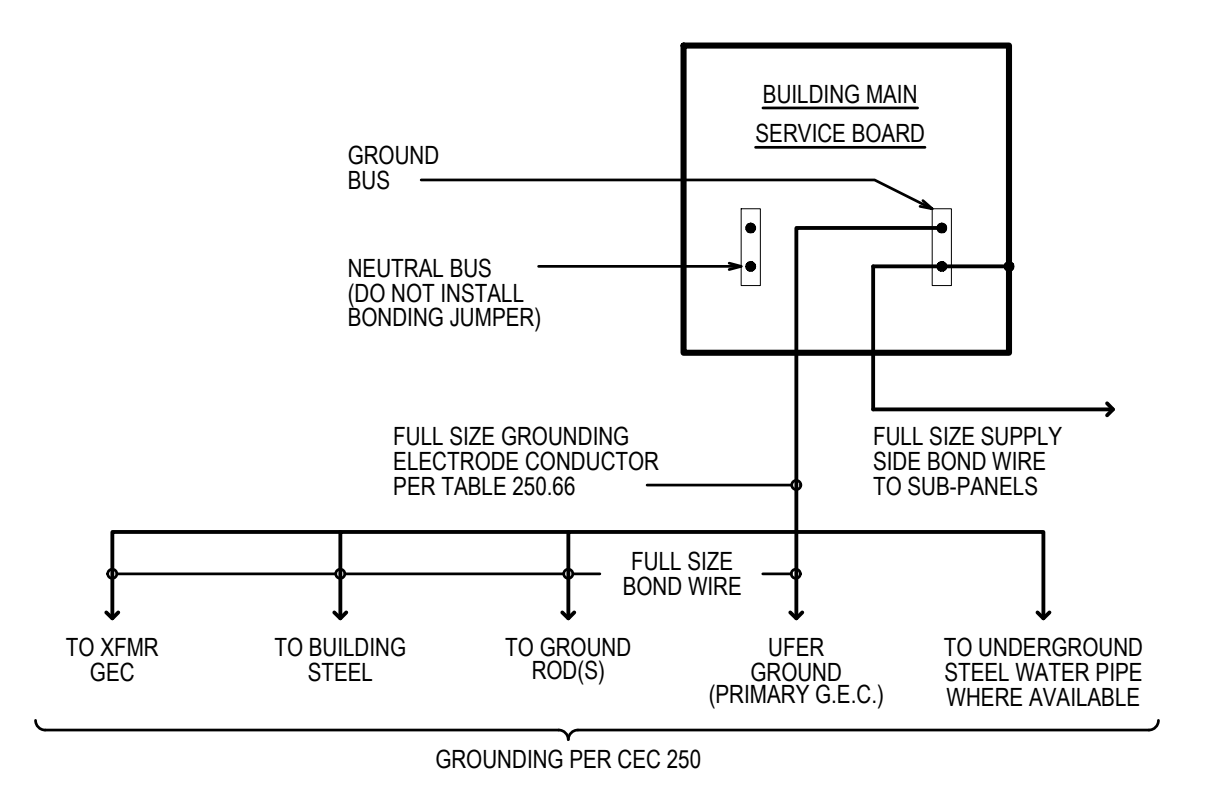 BUILDING MAIN
SERVICE BOARD
GROUND
BUS
NEUTRAL BUS
(DO NOT INSTALL
BONDING JUMPER)
FULL SIZE GROUNDING
ELECTRODE CONDUCTOR
PER TABLE 250.66
FULL SIZE SUPPLY
SIDE BOND WIRE
TO SUB-PANELS
FULL SIZE
BOND WIRE
TO XFMR
GEC
TO BUILDING
STEEL
TO GROUND
ROD(S)
UFER
GROUND
(PRIMARY G.E.C.)
TO UNDERGROUND
STEEL WATER PIPE
WHERE AVAILABLE
GROUNDING PER CEC 250